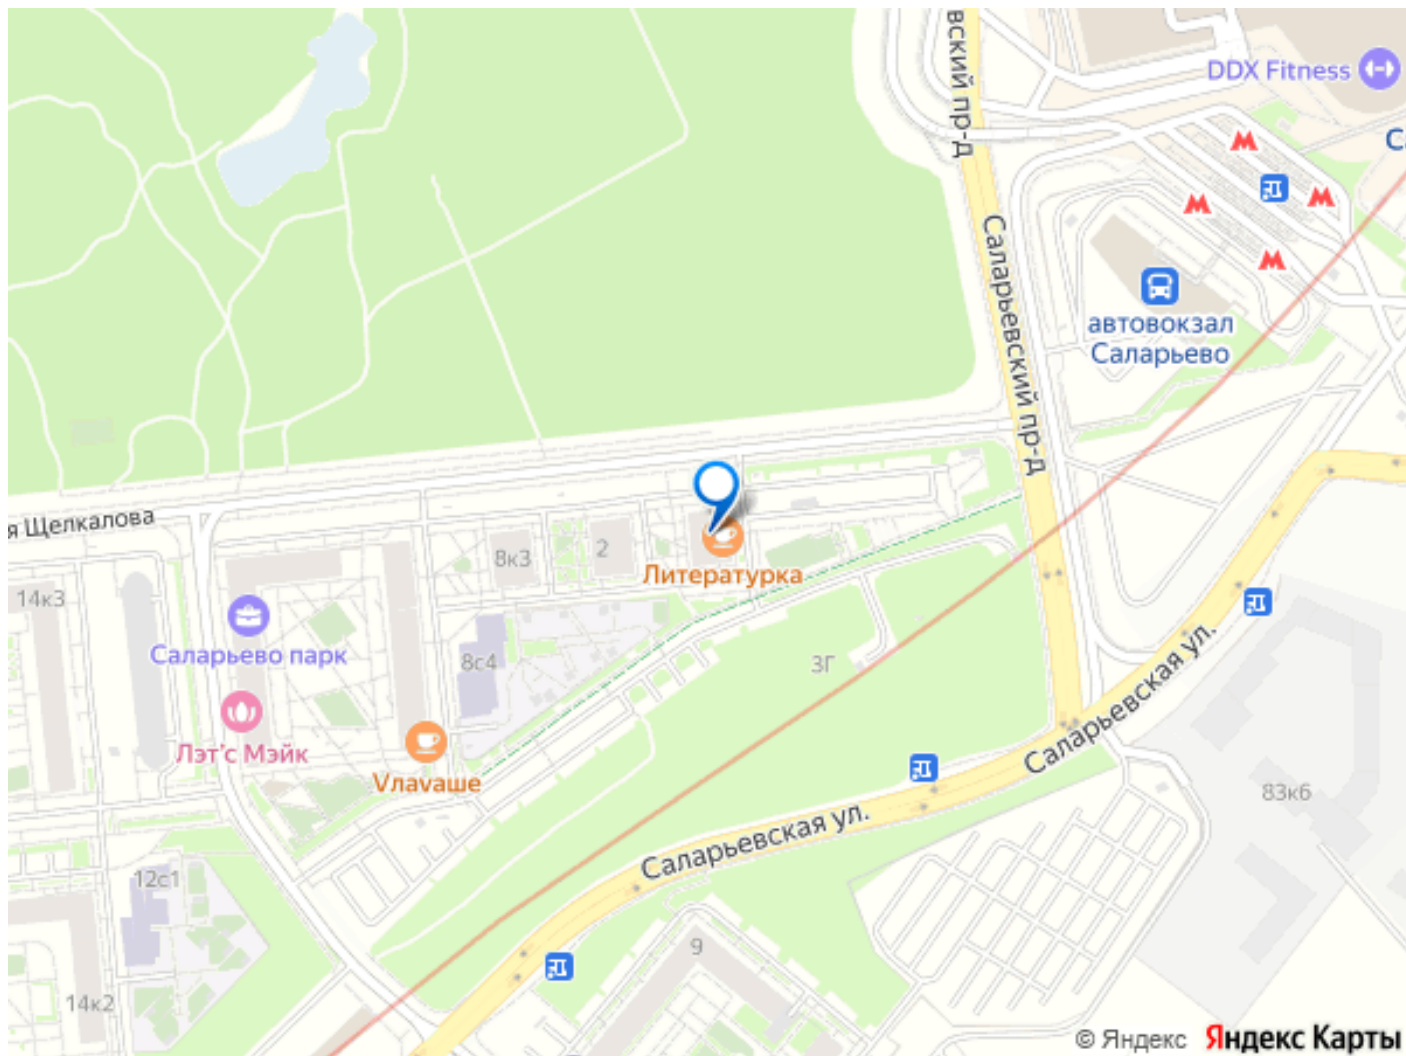 вский пр-д
DDX Fitness
Са
Саларьевский пр-д
автовокзал
Саларьево
я Щелкалова
8к3
2
Литературка
14к3
Саларьево парк
8с4
3Г
Саларьевская ул.
Лэт'с Мэйк
Vлаvаше
83к6
Саларьевская ул.
12с1
9
14к2
© Яндекс Яндекс Карты